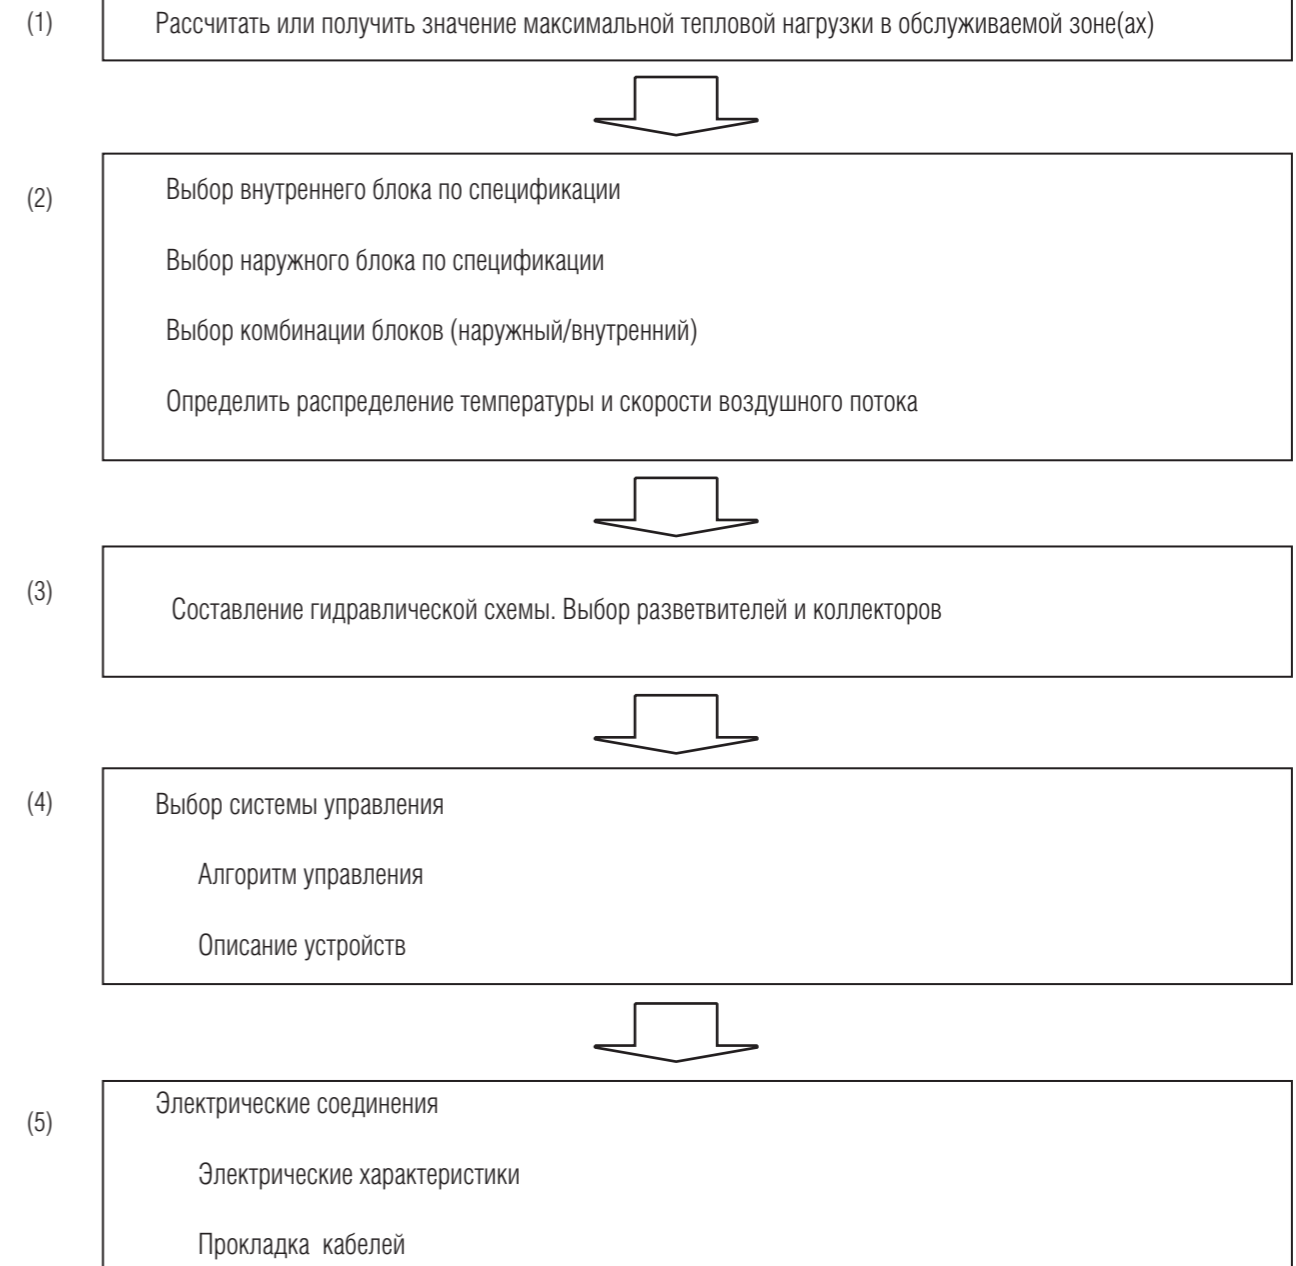 (1) Рассчитать или получить значение максимальной тепловой нагрузки в обслуживаемой зоне(ах)
(2) Выбор внутреннего блока по спецификации
Выбор наружного блока по спецификации
Выбор комбинации блоков (наружный/внутренний)
Определить распределение температуры и скорости воздушного потока
(3) Составление гидравлической схемы. Выбор разветвителей и коллекторов
(4) Выбор системы управления
Алгоритм управления
Описание устройств
(5) Электрические соединения
Электрические характеристики
Прокладка кабелей